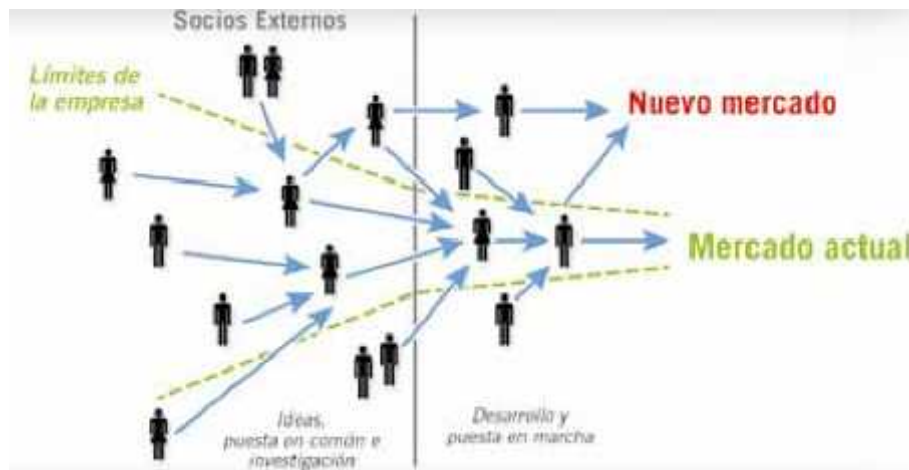 Socios Externos
Límites de
la empresa
Nuevo mercado
Mercado actual
Ideas,
puesta en común e
investigación
Desarrollo y
puesta en marcha